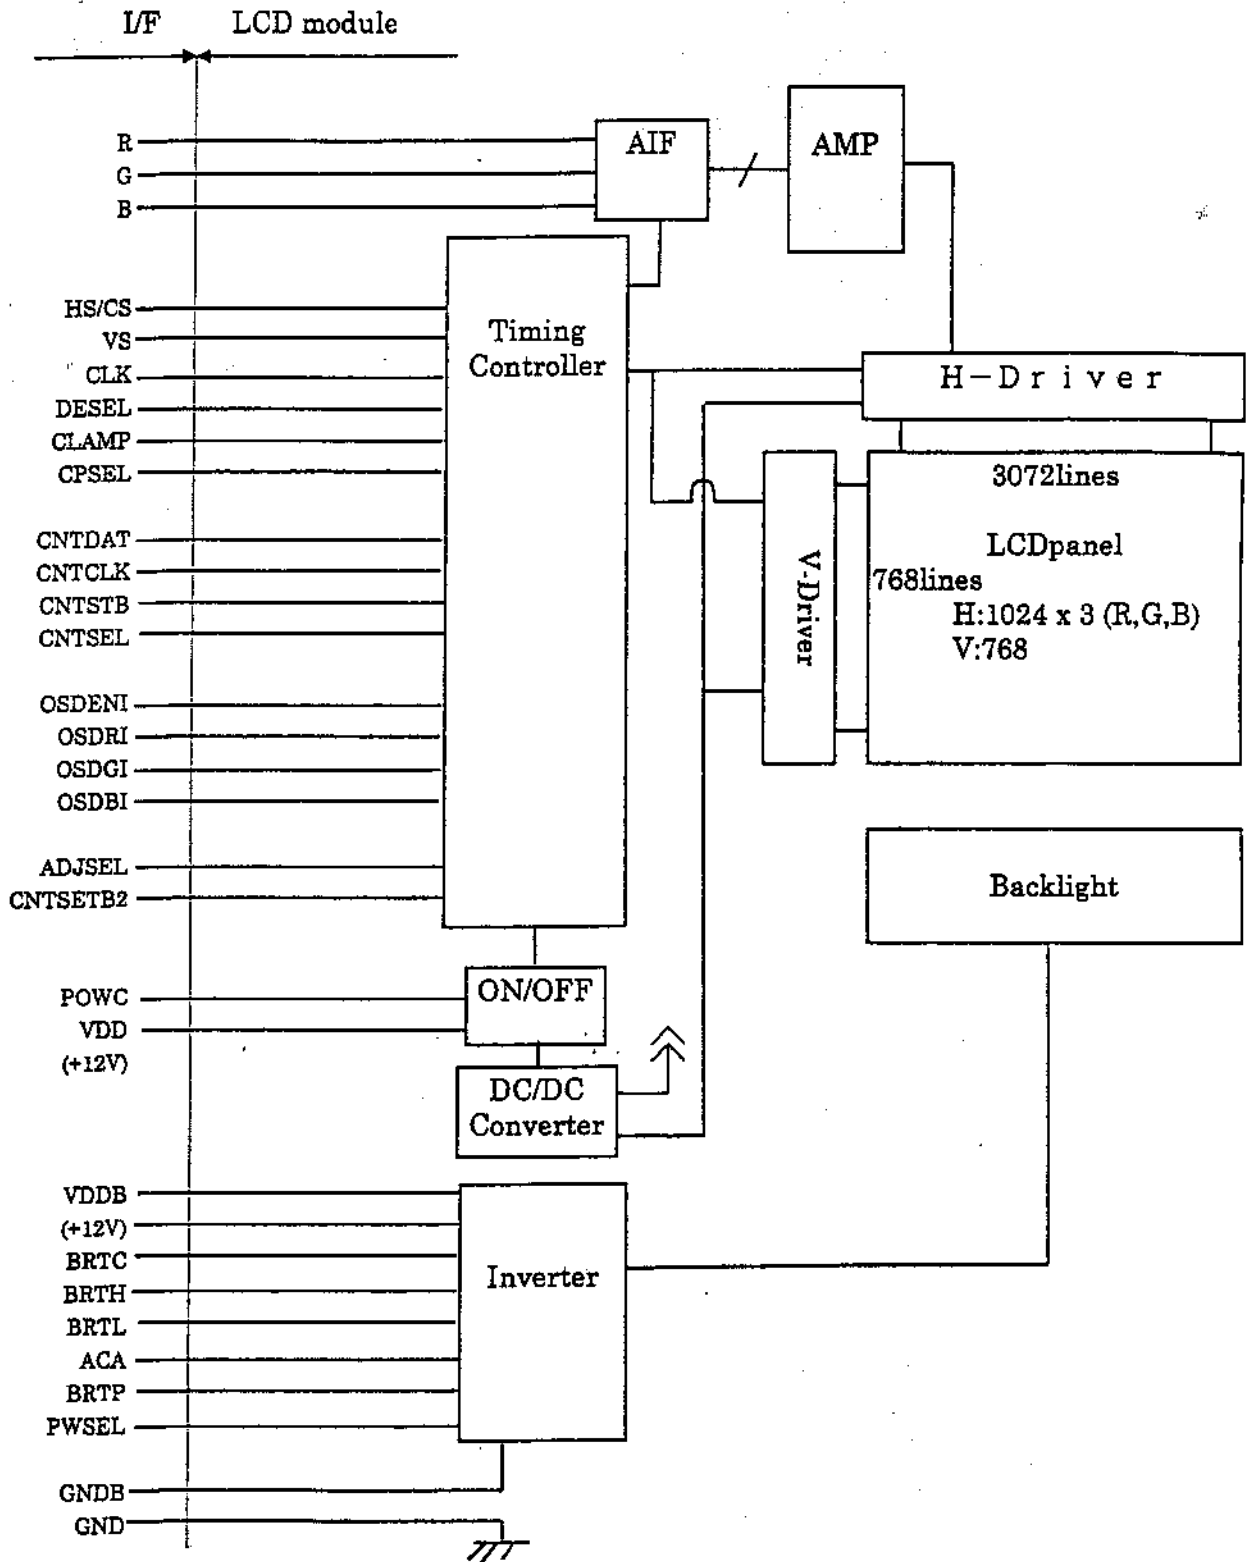 I/F LCD module
R
G
B
AIF
AMP
HS/CS
VS
CLK
DESEL
CLAMP
CPSEL
CNTDAT
CNTCLK
CNTSTB
CNTSEL
OSDENI
OSDRI
OSDGI
OSDBI
ADJSEL
CNTSETB2
Timing
Controller
H-Driver
V-Driver
3072lines
LCDpanel
768lines
H:1024 x 3 (R,G,B)
V:768
Backlight
POWC
VDD
(+12V)
ON/OFF
DC/DC
Converter
VDDB
(+12V)
BRTC
BRTH
BRTL
ACA
BRTP
PWSEL
Inverter
GNDB
GND